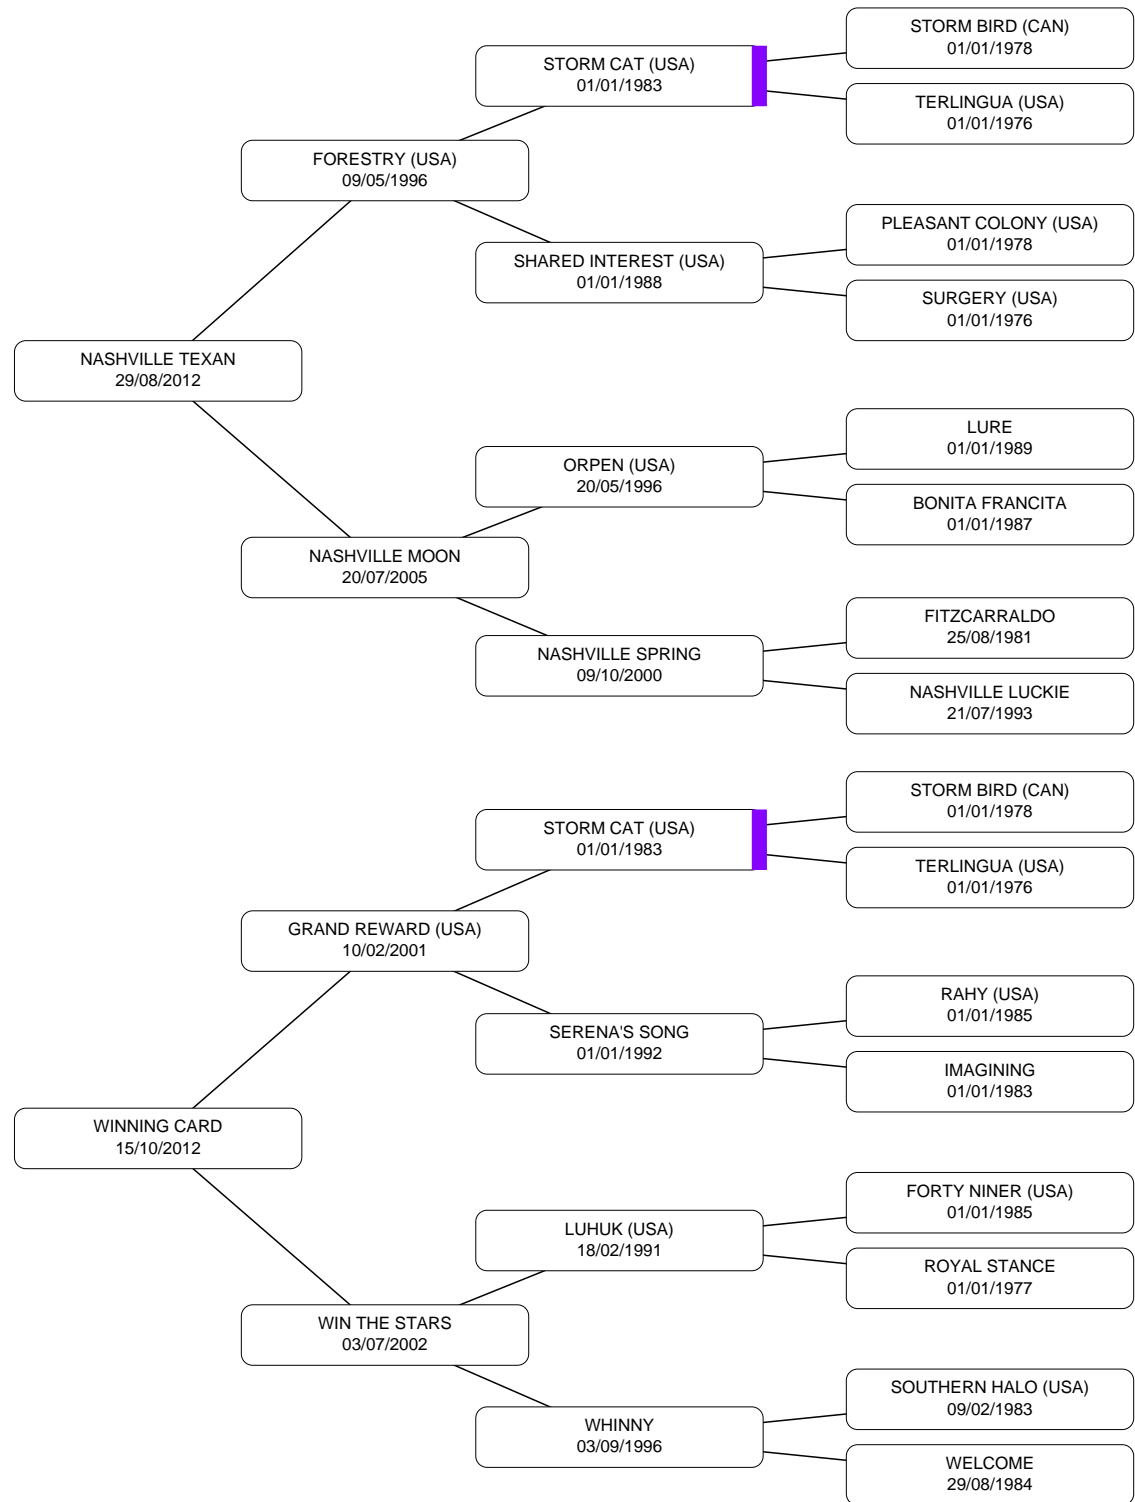 STORM BIRD (CAN)
01/01/1978
STORM CAT (USA)
01/01/1983
TERLINGUA (USA)
01/01/1976
FORESTRY (USA)
09/05/1996
PLEASANT COLONY (USA)
01/01/1978
SHARED INTEREST (USA)
01/01/1988
SURGERY (USA)
01/01/1976
NASHVILLE TEXAN
29/08/2012
LURE
01/01/1989
ORPEN (USA)
20/05/1996
BONITA FRANCITA
01/01/1987
NASHVILLE MOON
20/07/2005
FITZCARRALDO
25/08/1981
NASHVILLE SPRING
09/10/2000
NASHVILLE LUCKIE
21/07/1993
STORM BIRD (CAN)
01/01/1978
STORM CAT (USA)
01/01/1983
TERLINGUA (USA)
01/01/1976
GRAND REWARD (USA)
10/02/2001
RAHY (USA)
01/01/1985
SERENA'S SONG
01/01/1992
IMAGINING
01/01/1983
WINNING CARD
15/10/2012
FORTY NINER (USA)
01/01/1985
LUHUK (USA)
18/02/1991
ROYAL STANCE
01/01/1977
WIN THE STARS
03/07/2002
SOUTHERN HALO (USA)
09/02/1983
WHINNY
03/09/1996
WELCOME
29/08/1984